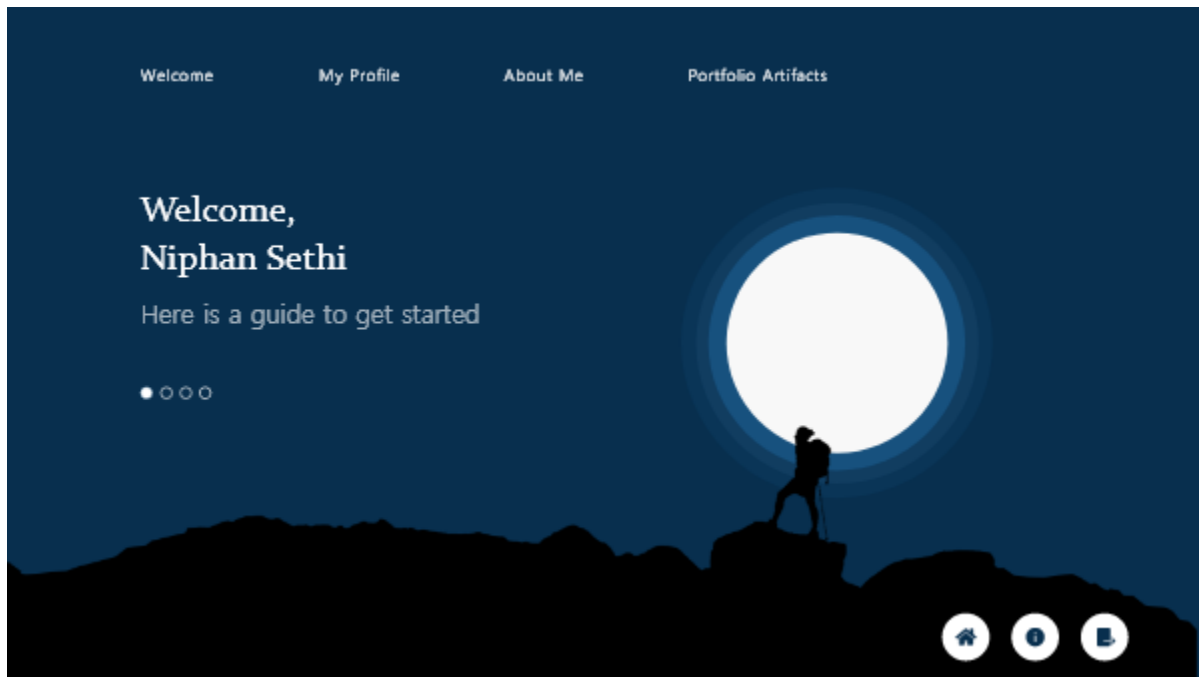 Welcome My Profile About Me Portfolio Artifacts
Welcome,
Niphan Sethi
Here is a guide to get started